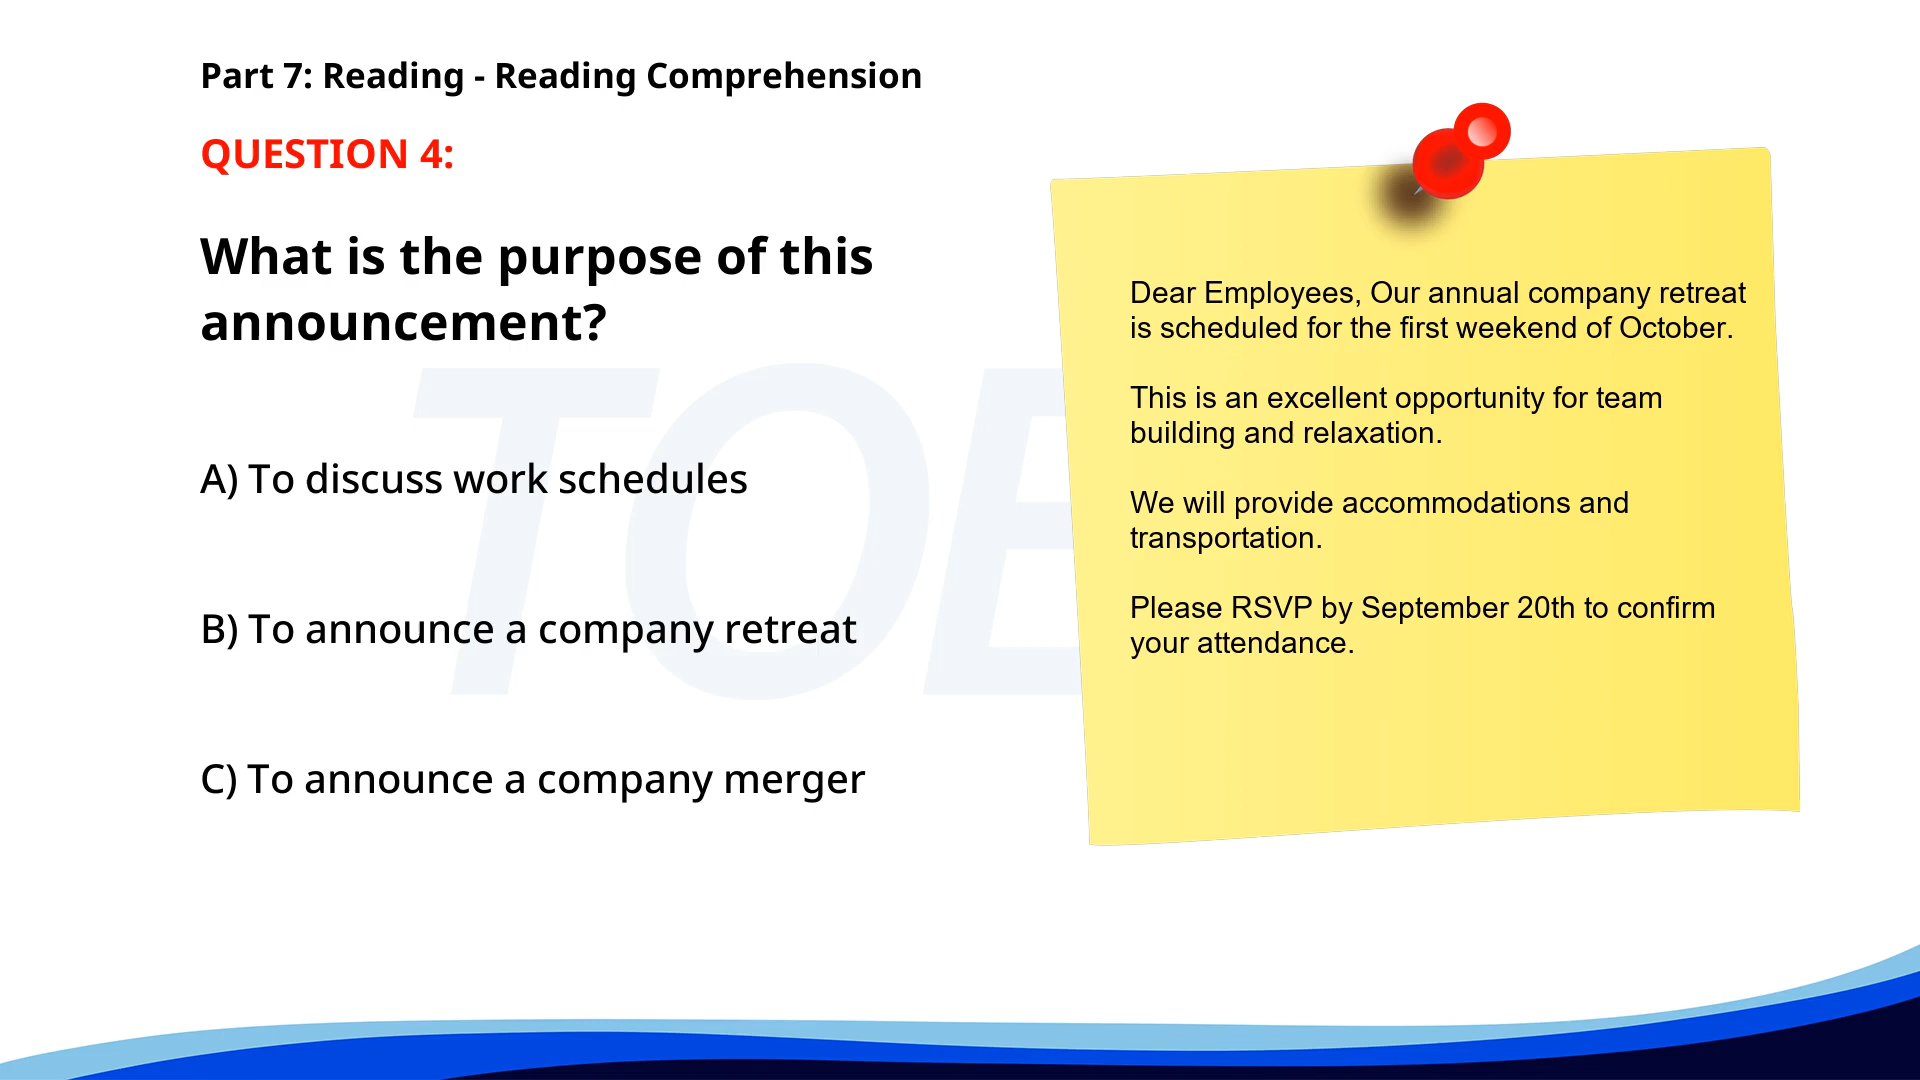 Part 7: Reading - Reading Comprehension
QUESTION 4:
What is the purpose of this
announcement?
A) To discuss work schedules
B) To announce a company retreat
C) To announce a company merger
Dear Employees, Our annual company retreat
is scheduled for the first weekend of October.
This is an excellent opportunity for team
building and relaxation.
We will provide accommodations and
transportation.
Please RSVP by September 20th to confirm
your attendance.